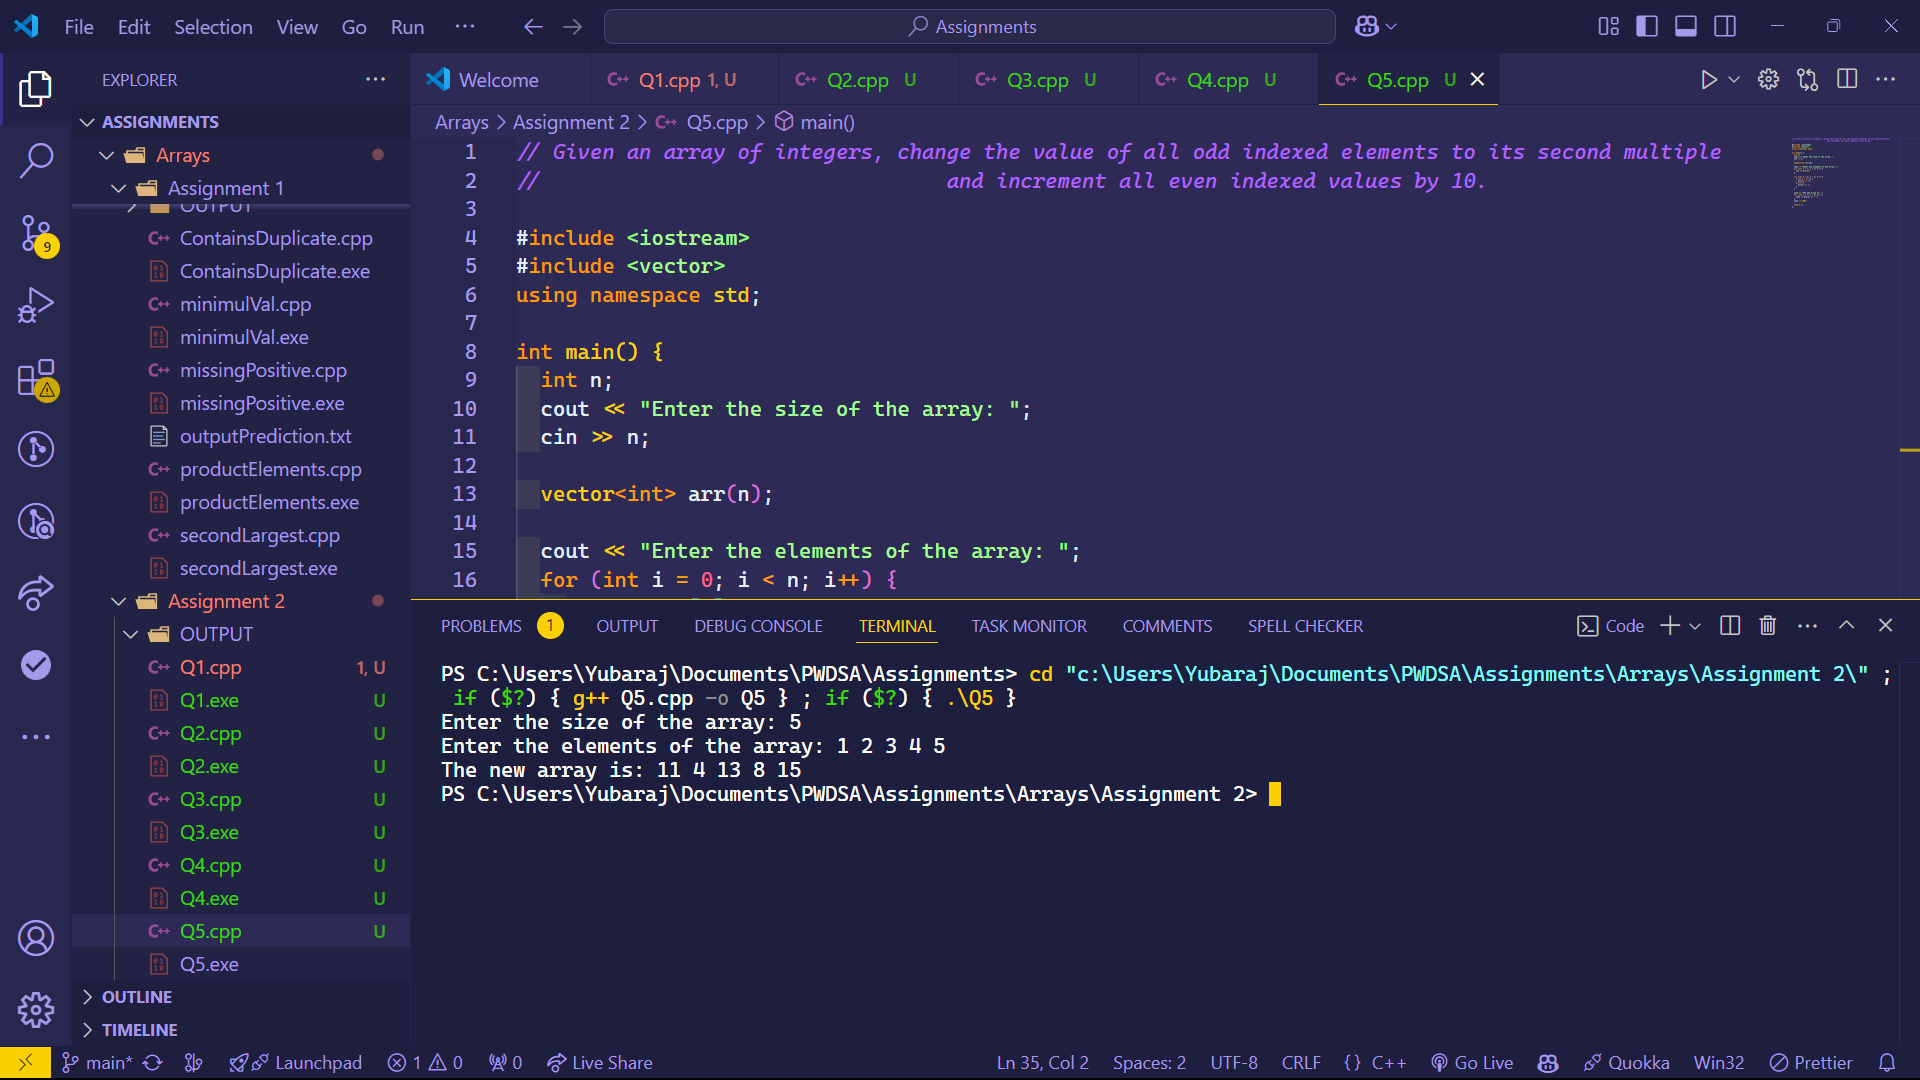 File Edit Selection View Go Run ··· Assignments
EXPLORER ···
ASSIGNMENTS
Arrays
Assignment 1
OUTPUT
C++ ContainsDuplicate.cpp
ContainsDuplicate.exe
C++ minimulVal.cpp
minimulVal.exe
C++ missingPositive.cpp
missingPositive.exe
outputPrediction.txt
C++ productElements.cpp
productElements.exe
C++ secondLargest.cpp
secondLargest.exe
Assignment 2
OUTPUT
C++ Q1.cpp 1, U
Q1.exe U
C++ Q2.cpp U
Q2.exe U
C++ Q3.cpp U
Q3.exe U
C++ Q4.cpp U
Q4.exe U
C++ Q5.cpp U
Q5.exe
OUTLINE
TIMELINE
9
Welcome C++ Q1.cpp 1, U C++ Q2.cpp U C++ Q3.cpp U C++ Q4.cpp U C++ Q5.cpp U
Arrays > Assignment 2 > C++ Q5.cpp > main()
1 // Given an array of integers, change the value of all odd indexed elements to its second multiple
2 // and increment all even indexed values by 10.
3
4 #include <iostream>
5 #include <vector>
6 using namespace std;
7
8 int main() {
9 int n;
10 cout << "Enter the size of the array: ";
11 cin >> n;
12
13 vector<int> arr(n);
14
15 cout << "Enter the elements of the array: ";
16 for (int i = 0; i < n; i++) {
PROBLEMS 1 OUTPUT DEBUG CONSOLE TERMINAL TASK MONITOR COMMENTS SPELL CHECKER Code
PS C:\Users\Yubaraj\Documents\PWDSA\Assignments> cd "c:\Users\Yubaraj\Documents\PWDSA\Assignments\Arrays\Assignment 2\" ;
if ($?) { g++ Q5.cpp -o Q5 } ; if ($?) { .\Q5 }
Enter the size of the array: 5
Enter the elements of the array: 1 2 3 4 5
The new array is: 11 4 13 8 15
PS C:\Users\Yubaraj\Documents\PWDSA\Assignments\Arrays\Assignment 2>
main* Launchpad 1 0 0 Live Share Ln 35, Col 2 Spaces: 2 UTF-8 CRLF {} C++ Go Live Quokka Win32 Prettier